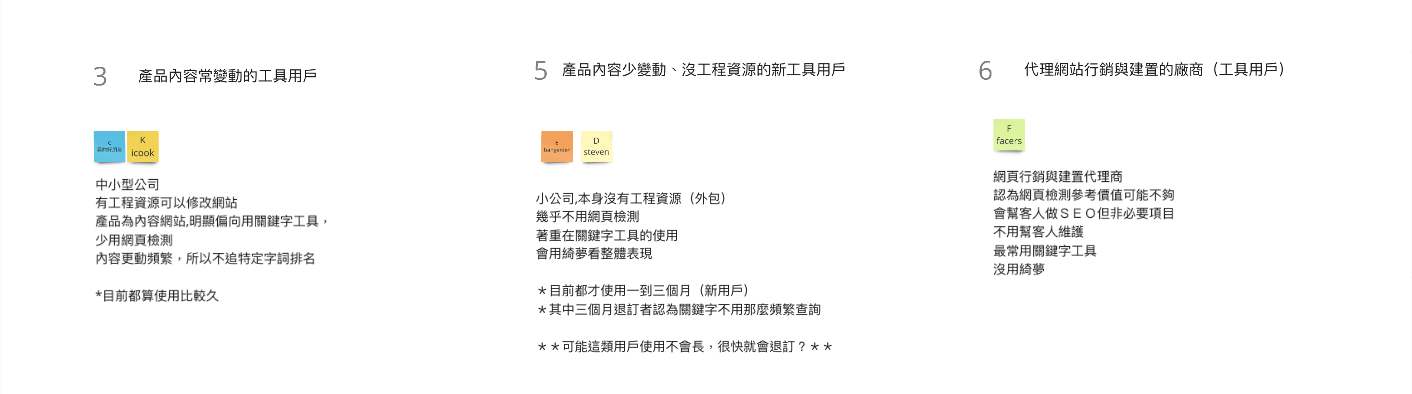 3 產品內容常變動的工具用戶
C
K
icook
中小型公司
有工程資源可以修改網站
產品為內容網站,明顯偏向用關鍵字工具，
少用網頁檢測
內容更動頻繁，所以不追特定字詞排名
*目前都算使用比較久
5 產品內容少變動、沒工程資源的新工具用戶
E
D
steven
小公司,本身沒有工程資源（外包）
幾乎不用網頁檢測
著重在關鍵字工具的使用
會用綺夢看整體表現
＊目前都才使用一到三個月（新用戶）
＊其中三個月退訂者認為關鍵字不用那麼頻繁查詢
＊＊可能這類用戶使用不會長，很快就會退訂？＊＊
6 代理網站行銷與建置的廠商（工具用戶）
F
facers
網頁行銷與建置代理商
認為網頁檢測參考價值可能不夠
會幫客人做ＳＥＯ但非必要項目
不用幫客人維護
最常用關鍵字工具
沒用綺夢